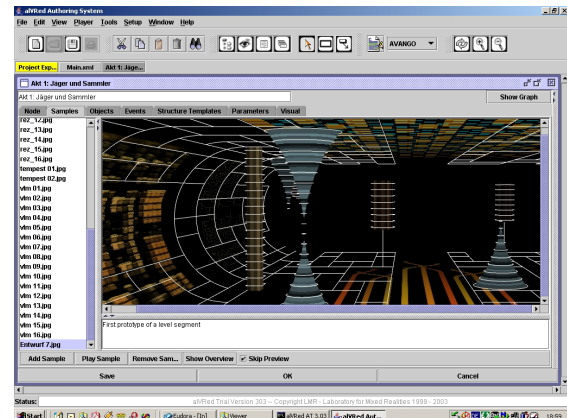 alVRed Authoring System
File Edit View Player Tools Setup Window Help
AVANGO
Project Exp... Main.xml Akt 1: Jäge...
Akt 1: Jäger und Sammler
Akt 1: Jäger und Sammler Show Graph
Node Samples Objects Events Structure Templates Parameters Visual
rez_12.jpg
rez_13.jpg
rez_14.jpg
rez_15.jpg
rez_16.jpg
tempest 01.jpg
tempest 02.jpg
vlm 01.jpg
vlm 02.jpg
vlm 03.jpg
vlm 04.jpg
vlm 05.jpg
vlm 06.jpg
vlm 07.jpg
vlm 08.jpg
vlm 09.jpg
vlm 10.jpg
vlm 11.jpg
vlm 12.jpg
vlm 13.jpg
vlm 14.jpg
vlm 15.jpg
vlm 16.jpg
Entwurf 7.jpg
First prototype of a level segment
Add Sample Play Sample Remove Sam... Show Overview Skip Preview
Save OK Cancel
Status: alVRed Trial Version 303 -- Copyright LMR - Laboratory for Mixed Realities 1999 - 2003
Start Eudora - [In] Viewer alVRed AT 3.03 alVRed Aut... 18:59